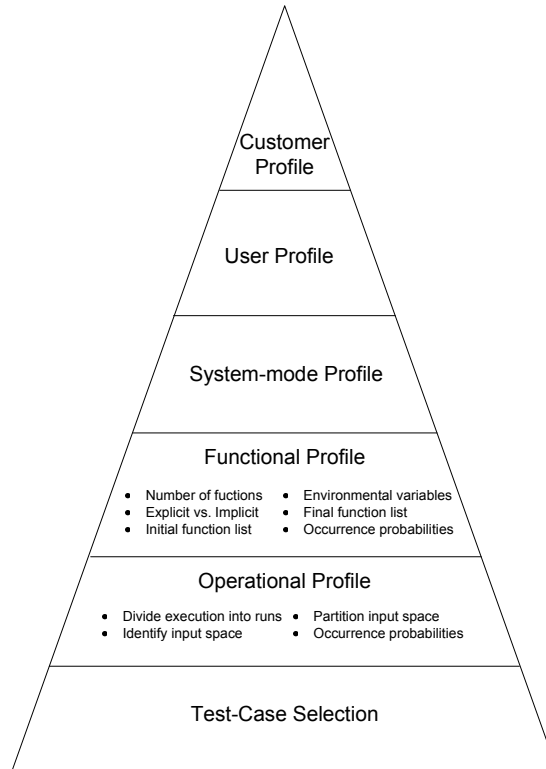 Customer
Profile
User Profile
System-mode Profile
Functional Profile
• Number of fuctions
• Explicit vs. Implicit
• Initial function list
• Environmental variables
• Final function list
• Occurrence probabilities
Operational Profile
• Divide execution into runs
• Identify input space
• Partition input space
• Occurrence probabilities
Test-Case Selection